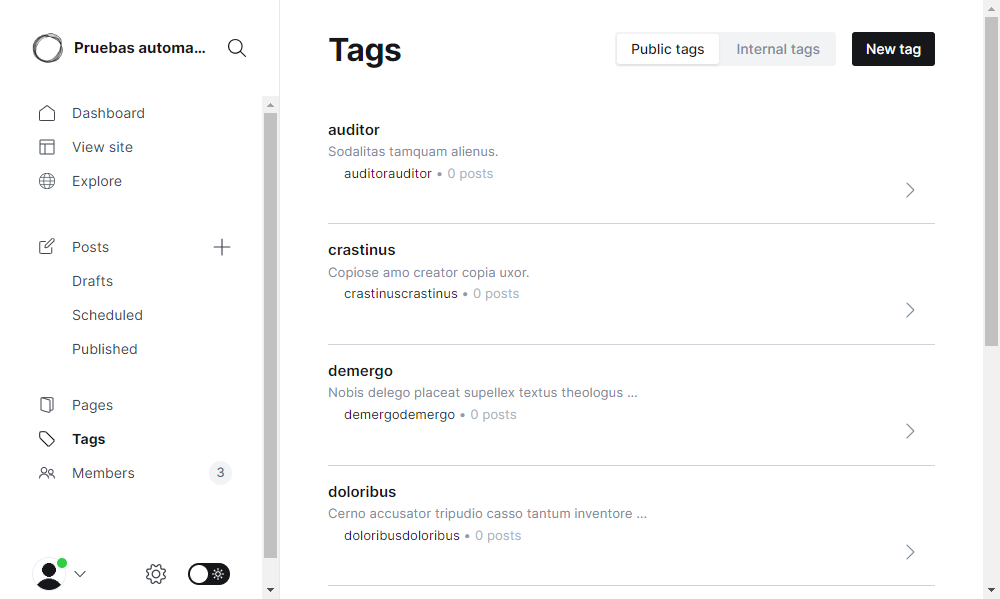 Pruebas automa...
Dashboard
View site
Explore
Posts
Drafts
Scheduled
Published
Pages
Tags
Members 3
Tags
Public tags Internal tags New tag
auditor
Sodalitas tamquam alienus.
auditorauditor • 0 posts
crastinus
Copiose amo creator copia uxor.
crastinuscrastinus • 0 posts
demergo
Nobis delego placeat supellex textus theologus ...
demergodemergo • 0 posts
doloribus
Cerno accusator tripudio casso tantum inventore ...
doloribusdoloribus • 0 posts